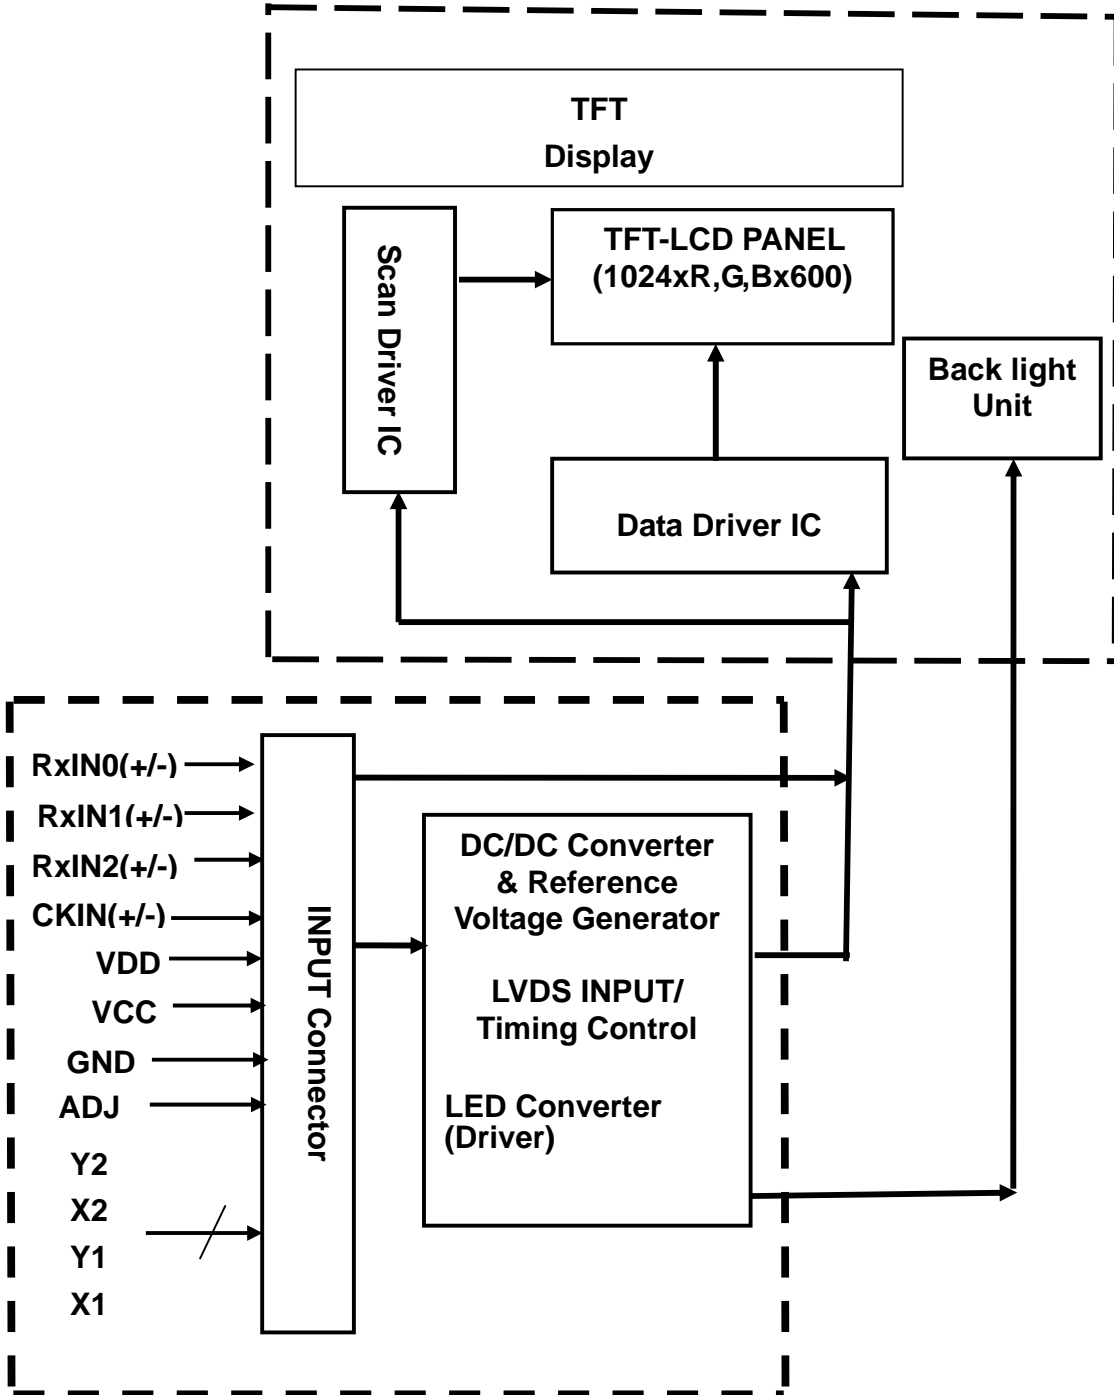 TFT
Display
TFT-LCD PANEL
(1024xR,G,Bx600)
Scan Driver IC
Back light
Unit
Data Driver IC
RxIN0(+/-)
RxIN1(+/-)
RxIN2(+/-)
CKIN(+/-)
VDD
VCC
GND
ADJ
Y2
X2
Y1
X1
INPUT Connector
DC/DC Converter
& Reference
Voltage Generator
LVDS INPUT/
Timing Control
LED Converter
(Driver)